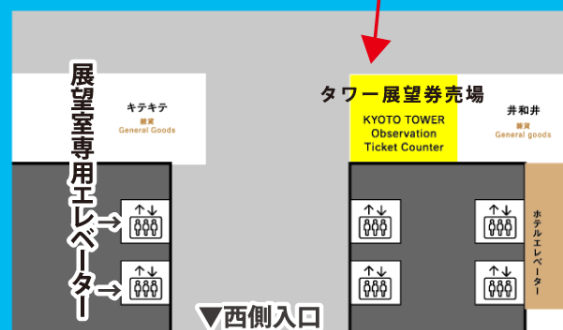 展望室専用エレベーター
キテキテ
雑貨
General Goods
タワー展望券売場
KYOTO TOWER
Observation
Ticket Counter
井和井
雑貨
General goods
ホテルエレベーター
▼西側入口